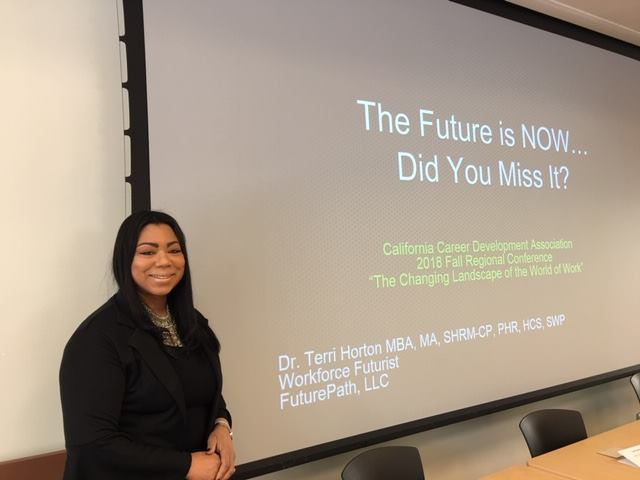 The Future is NOW...
Did You Miss It?
California Career Development Association
2018 Fall Regional Conference
“The Changing Landscape of the World of Work”
Dr. Terri Horton MBA, MA, SHRM-CP, PHR, HCS, SWP
Workforce Futurist
FuturePath, LLC